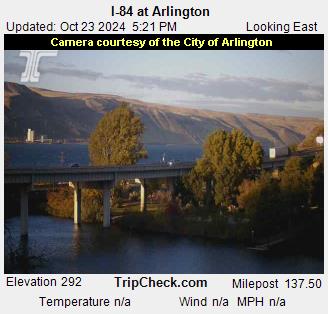 I-84 at Arlington
Updated: Oct 23 2024 5:21 PM Looking East
Camera courtesy of the City of Arlington
Elevation 292 TripCheck.com Milepost 137.50
Temperature n/a Wind n/a MPH n/a